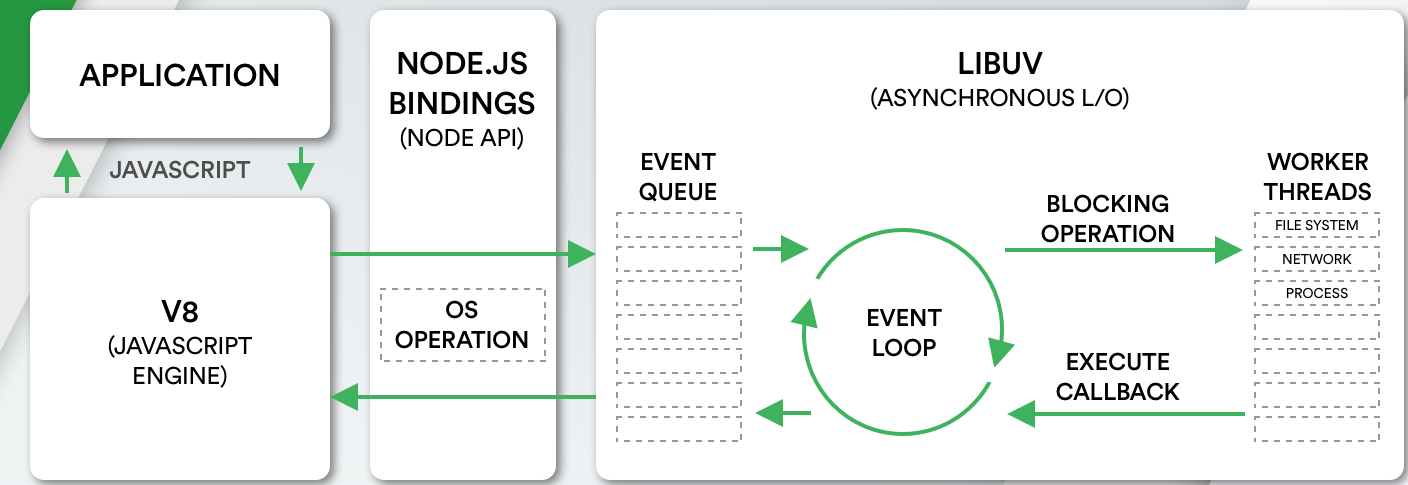 APPLICATION
JAVASCRIPT
V8
(JAVASCRIPT
ENGINE)
NODE.JS
BINDINGS
(NODE API)
OS
OPERATION
LIBUV
(ASYNCHRONOUS L/O)
EVENT
QUEUE
EVENT
LOOP
BLOCKING
OPERATION
EXECUTE
CALLBACK
WORKER
THREADS
FILE SYSTEM
NETWORK
PROCESS